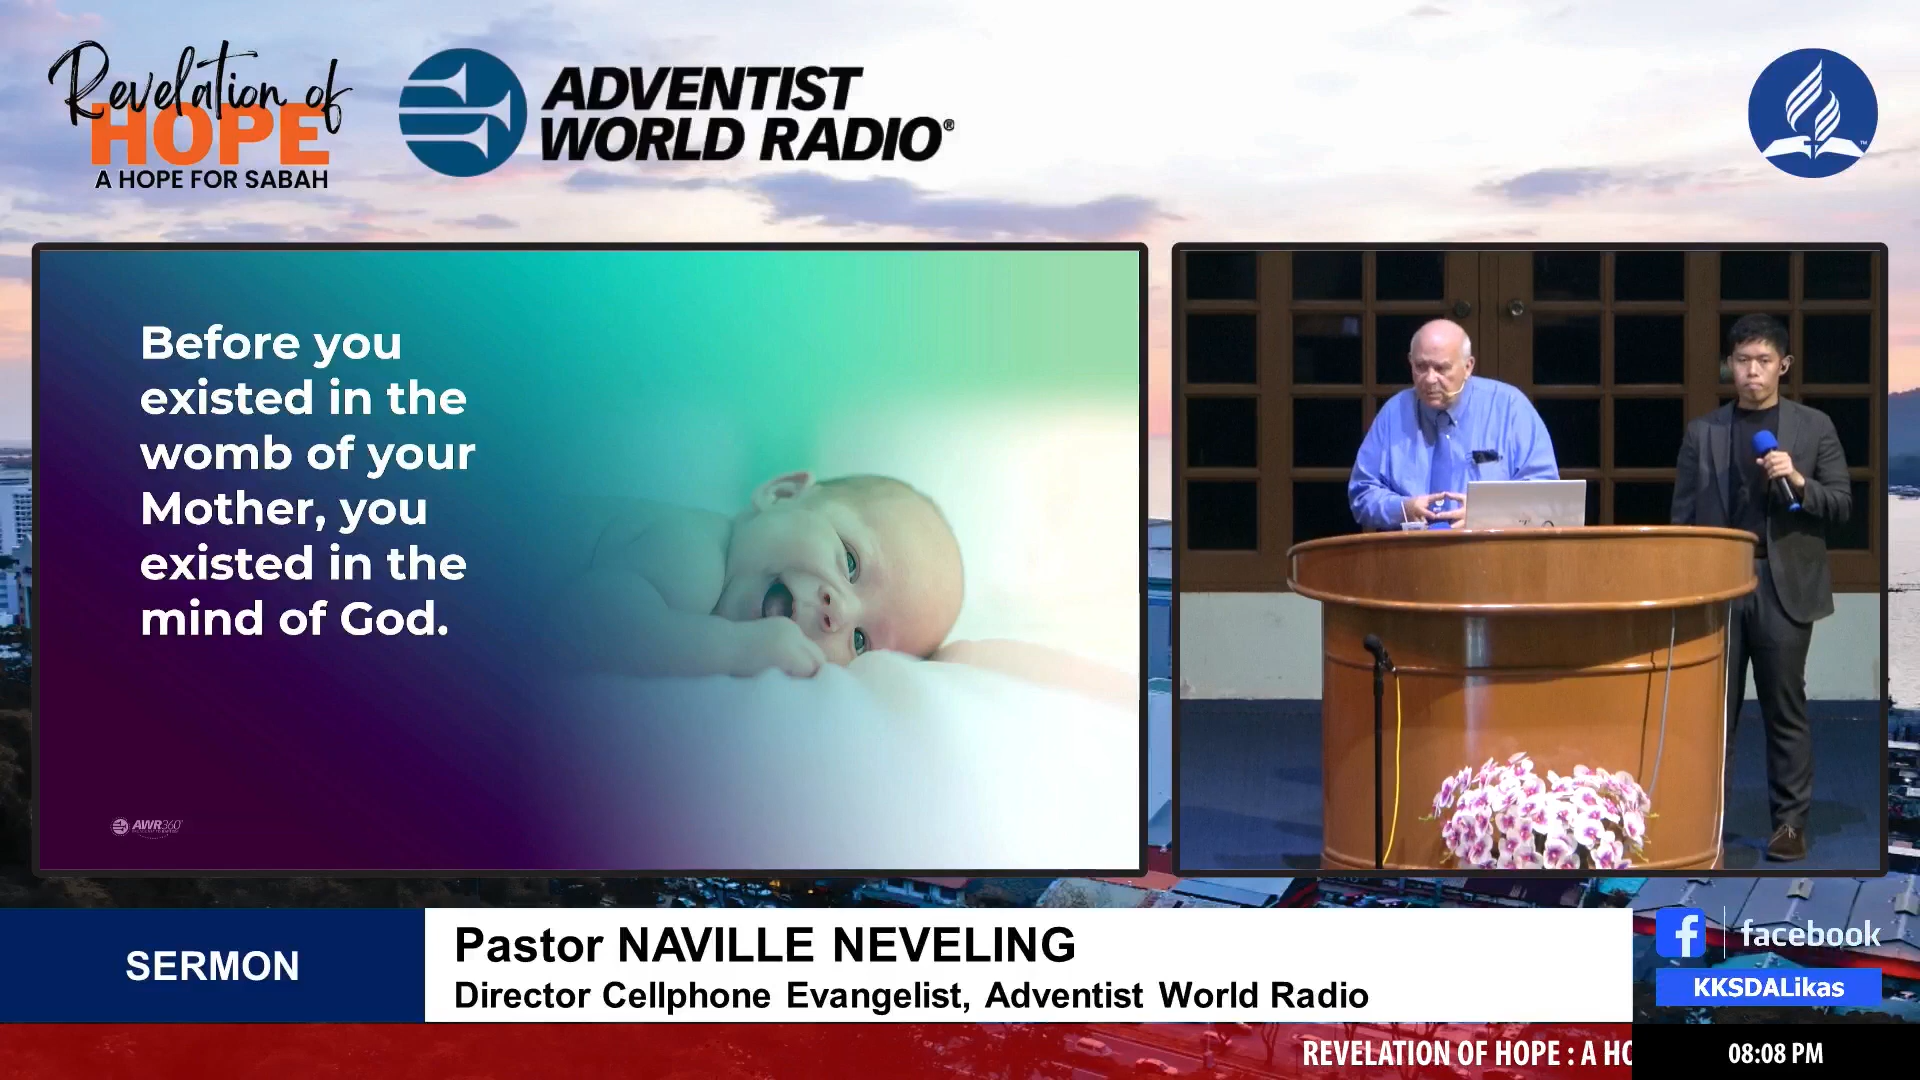 Revelation of
HOPE
A HOPE FOR SABAH
ADVENTIST
WORLD RADIO®
Before you
existed in the
womb of your
Mother, you
existed in the
mind of God.
AWR360°
SERMON
Pastor NAVILLE NEVELING
Director Cellphone Evangelist, Adventist World Radio
facebook
KKSDALikas
REVELATION OF HOPE : A HO
08:08 PM